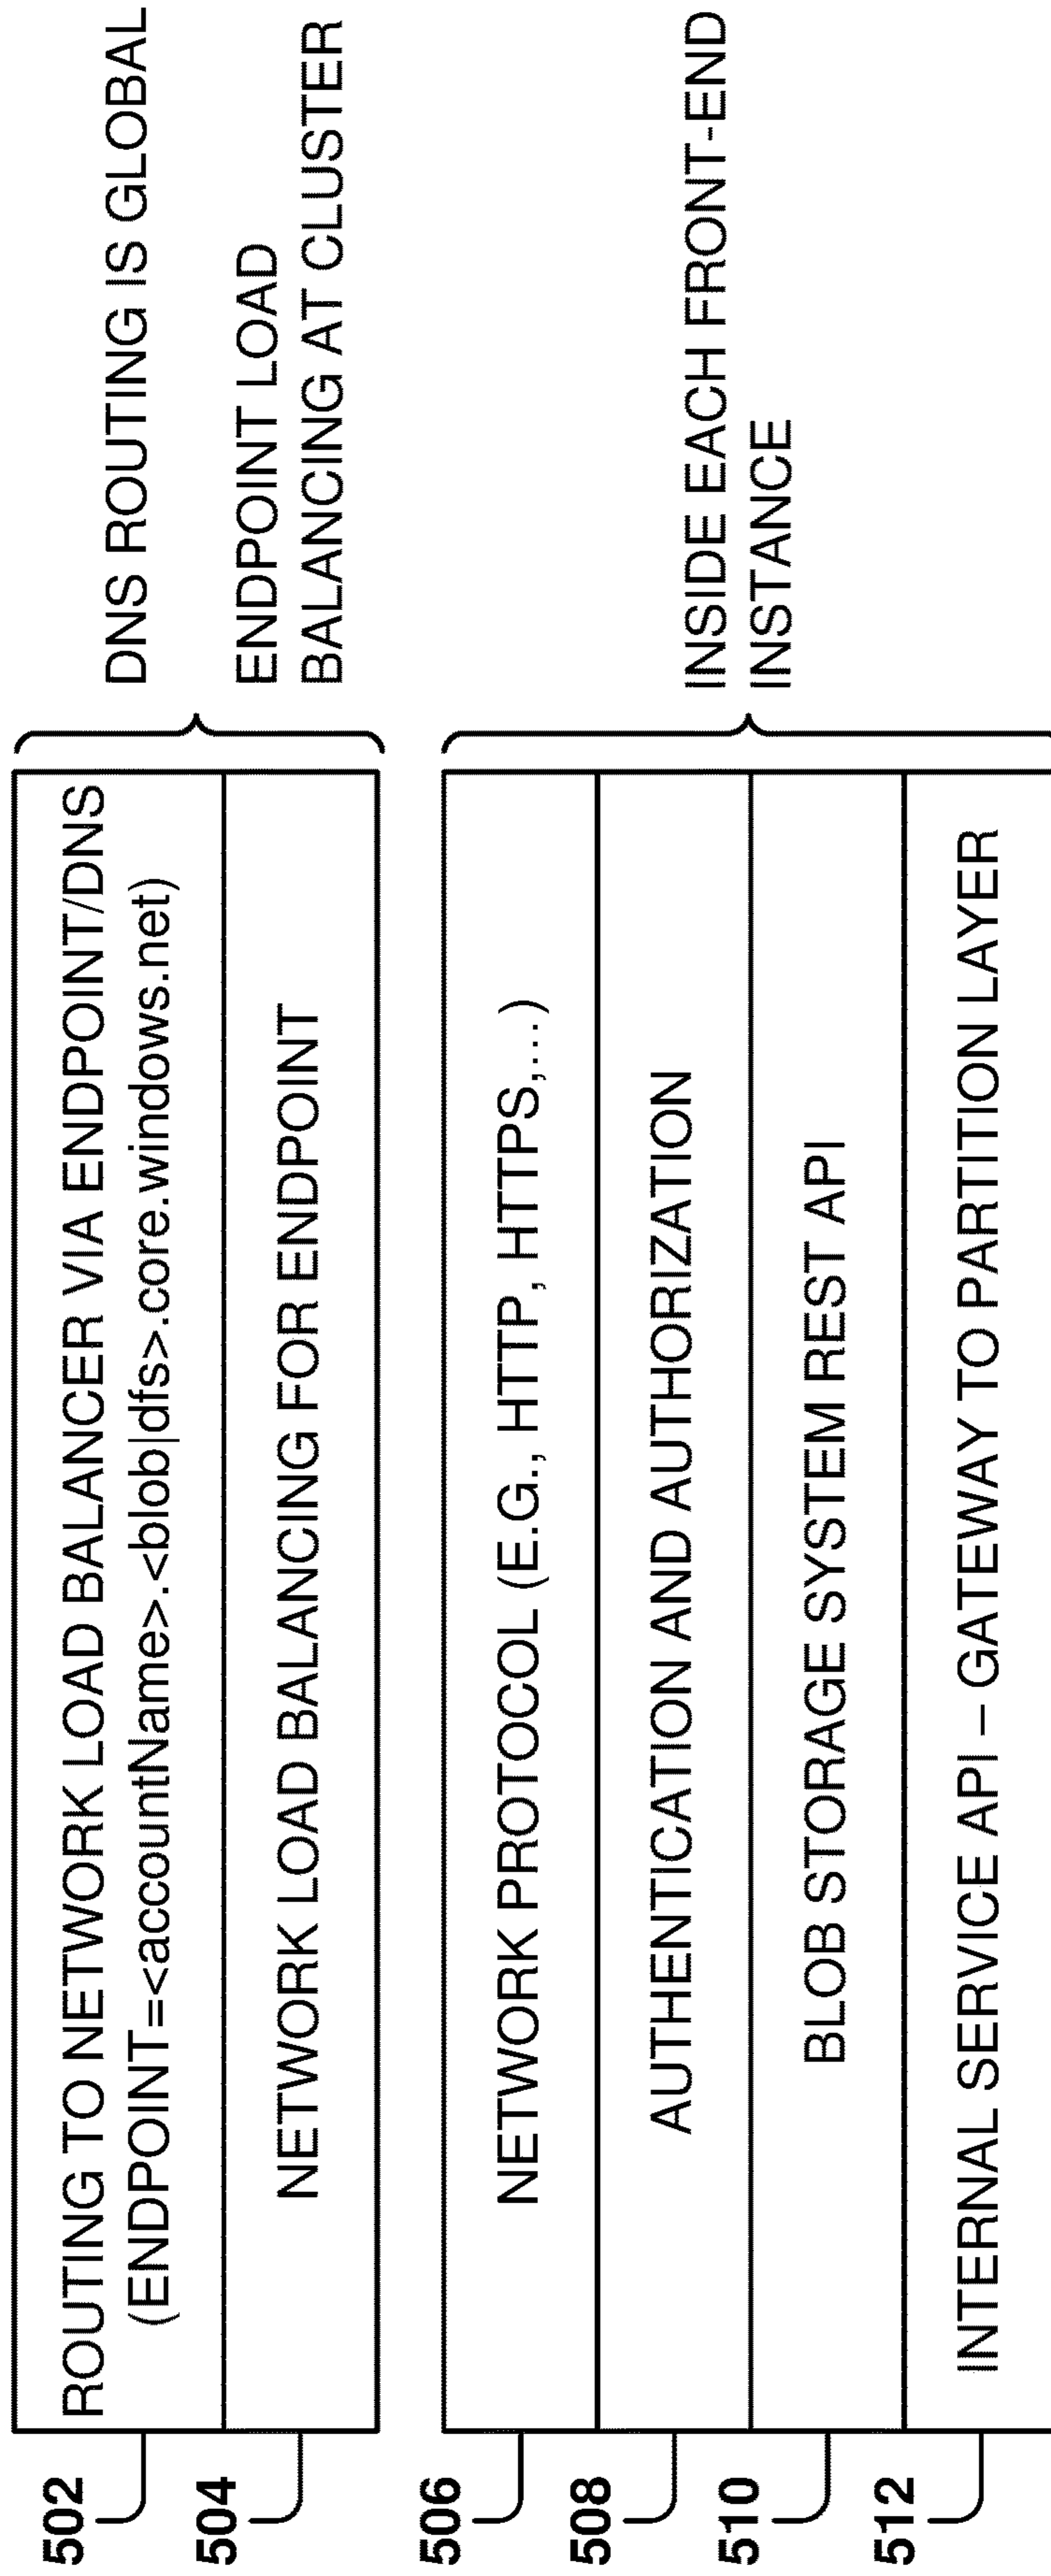 502
ROUTING TO NETWORK LOAD BALANCER VIA ENDPOINT/DNS
(ENDPOINT=<accountName>.<blob|dfs>.core.windows.net)
DNS ROUTING IS GLOBAL
504
NETWORK LOAD BALANCING FOR ENDPOINT
ENDPOINT LOAD
BALANCING AT CLUSTER
506
NETWORK PROTOCOL (E.G., HTTP, HTTPS,...)
508
AUTHENTICATION AND AUTHORIZATION
INSIDE EACH FRONT-END
INSTANCE
510
BLOB STORAGE SYSTEM REST API
512
INTERNAL SERVICE API – GATEWAY TO PARTITION LAYER